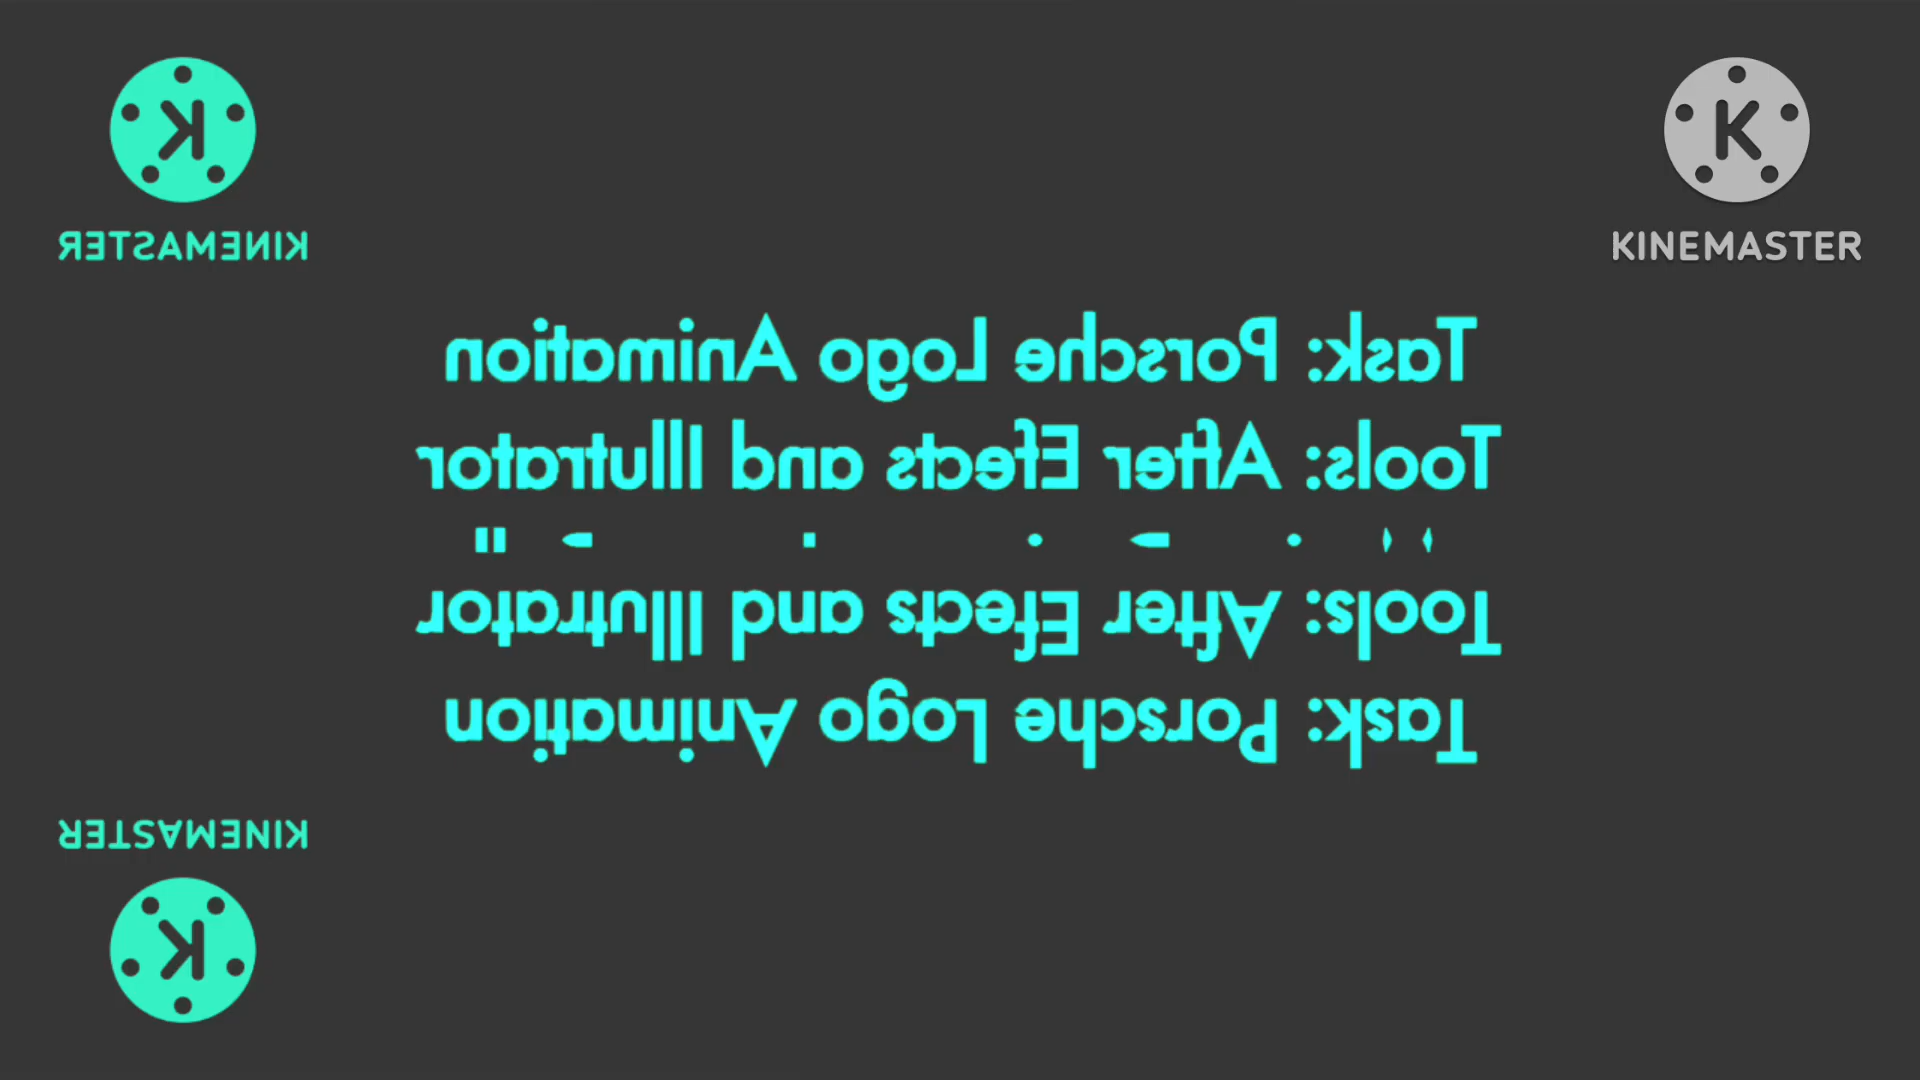 K
K
KINEMASTER
KINEMASTER
Task: Porsche Logo Animation
Tools: After Efects and Illutrator
Tools: After Efects and Illutrator
Task: Porsche Logo Animation
KINEMASTER
K